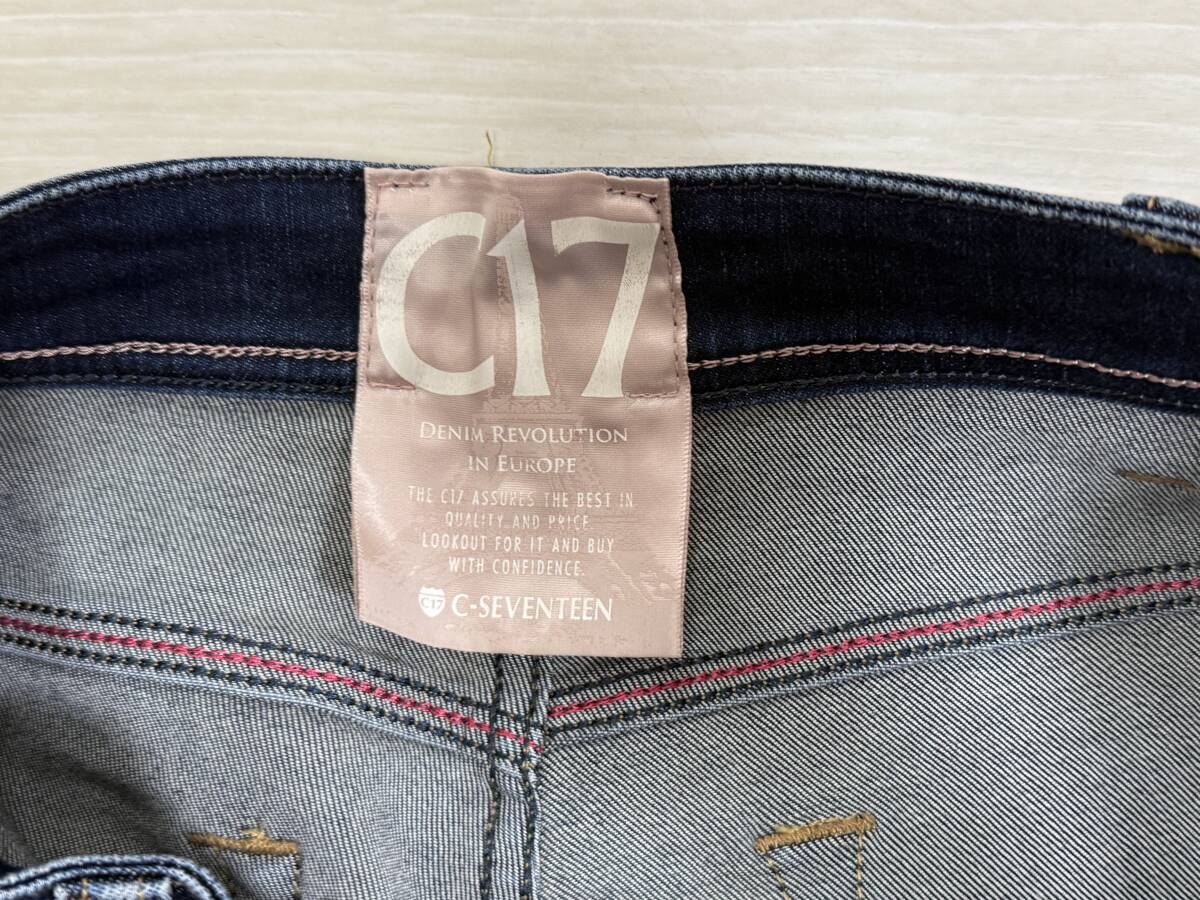 C17
DENIM REVOLUTION
IN EUROPE
THE C17 ASSURES THE BEST IN
QUALITY AND PRICE.
LOOKOUT FOR IT AND BUY
WITH CONFIDENCE.
C17 C-SEVENTEEN